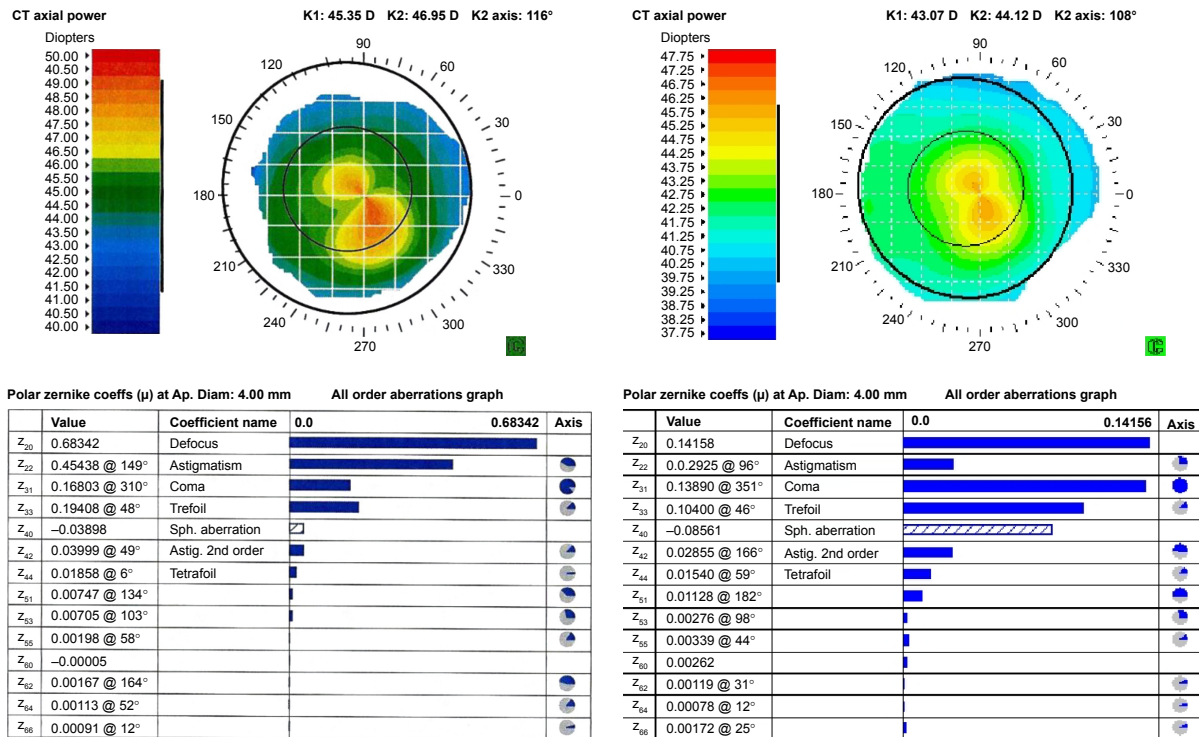 CT axial power
K1: 45.35 D K2: 46.95 D K2 axis: 116°
Diopters
50.00
40.50
49.00
48.50
48.00
47.50
47.00
46.50
46.00
45.50
45.00
44.50
44.00
43.50
43.00
42.50
42.00
41.50
41.00
40.50
40.00
90
120
60
150
30
180
0
210
330
240
300
270
CT axial power
K1: 43.07 D K2: 44.12 D K2 axis: 108°
Diopters
47.75
47.25
46.75
46.25
45.75
45.25
44.75
44.25
43.75
43.25
42.75
42.25
41.75
41.25
40.75
40.25
39.75
39.25
38.75
38.25
37.75
90
120
60
150
30
180
0
210
330
240
300
270
Polar zernike coeffs (µ) at Ap. Diam: 4.00 mm All order aberrations graph
Value Coefficient name 0.0 0.68342 Axis
Z20 0.68342 Defocus
Z22 0.45438 @ 149° Astigmatism
Z31 0.16803 @ 310° Coma
Z33 0.19408 @ 48° Trefoil
Z40 –0.03898 Sph. aberration
Z42 0.03999 @ 49° Astig. 2nd order
Z44 0.01858 @ 6° Tetrafoil
Z51 0.00747 @ 134°
Z53 0.00705 @ 103°
Z55 0.00198 @ 58°
Z60 –0.00005
Z62 0.00167 @ 164°
Z64 0.00113 @ 52°
Z66 0.00091 @ 12°
Polar zernike coeffs (µ) at Ap. Diam: 4.00 mm All order aberrations graph
Value Coefficient name 0.0 0.14156 Axis
Z20 0.14158 Defocus
Z22 0.0.2925 @ 96° Astigmatism
Z31 0.13890 @ 351° Coma
Z33 0.10400 @ 46° Trefoil
Z40 –0.08561 Sph. aberration
Z42 0.02855 @ 166° Astig. 2nd order
Z44 0.01540 @ 59° Tetrafoil
Z51 0.01128 @ 182°
Z53 0.00276 @ 98°
Z55 0.00339 @ 44°
Z60 0.00262
Z62 0.00119 @ 31°
Z64 0.00078 @ 12°
Z66 0.00172 @ 25°